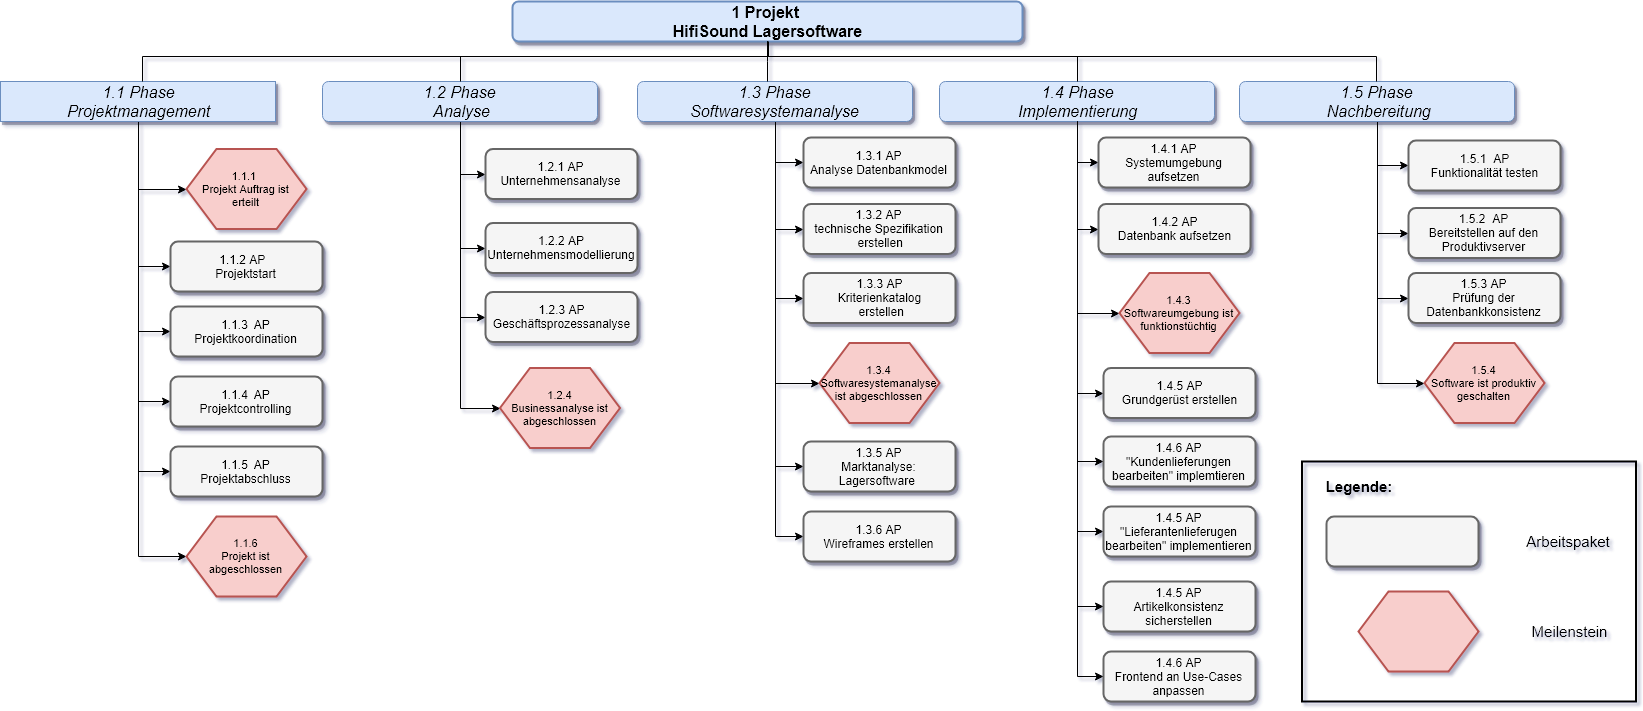 1 Projekt
HifiSound Lagersoftware
1.1 Phase
Projektmanagement
1.1.1
Projekt Auftrag ist
erteilt
1.1.2 AP
Projektstart
1.1.3 AP
Projektkoordination
1.1.4 AP
Projektcontrolling
1.1.5 AP
Projektabschluss
1.1.6
Projekt ist
abgeschlossen
1.2 Phase
Analyse
1.2.1 AP
Unternehmensanalyse
1.2.2 AP
Unternehmensmodellierung
1.2.3 AP
Geschäftsprozessanalyse
1.2.4
Businessanalyse ist
abgeschlossen
1.3 Phase
Softwaresystemanalyse
1.3.1 AP
Analyse Datenbankmodel
1.3.2 AP
technische Spezifikation
erstellen
1.3.3 AP
Kriterienkatalog
erstellen
1.3.4
Softwaresystemanalyse
ist abgeschlossen
1.3.5 AP
Marktanalyse:
Lagersoftware
1.3.6 AP
Wireframes erstellen
1.4 Phase
Implementierung
1.4.1 AP
Systemumgebung
aufsetzen
1.4.2 AP
Datenbank aufsetzen
1.4.3
Softwareumgebung ist
funktionstüchtig
1.4.5 AP
Grundgerüst erstellen
1.4.6 AP
"Kundenlieferungen
bearbeiten" implemtieren
1.4.5 AP
"Lieferantenlieferugen
bearbeiten" implementieren
1.4.5 AP
Artikelkonsistenz
sicherstellen
1.4.6 AP
Frontend an Use-Cases
anpassen
1.5 Phase
Nachbereitung
1.5.1 AP
Funktionalität testen
1.5.2 AP
Bereitstellen auf den
Produktivserver
1.5.3 AP
Prüfung der
Datenbankkonsistenz
1.5.4
Software ist produktiv
geschalten
Legende:
Arbeitspaket
Meilenstein